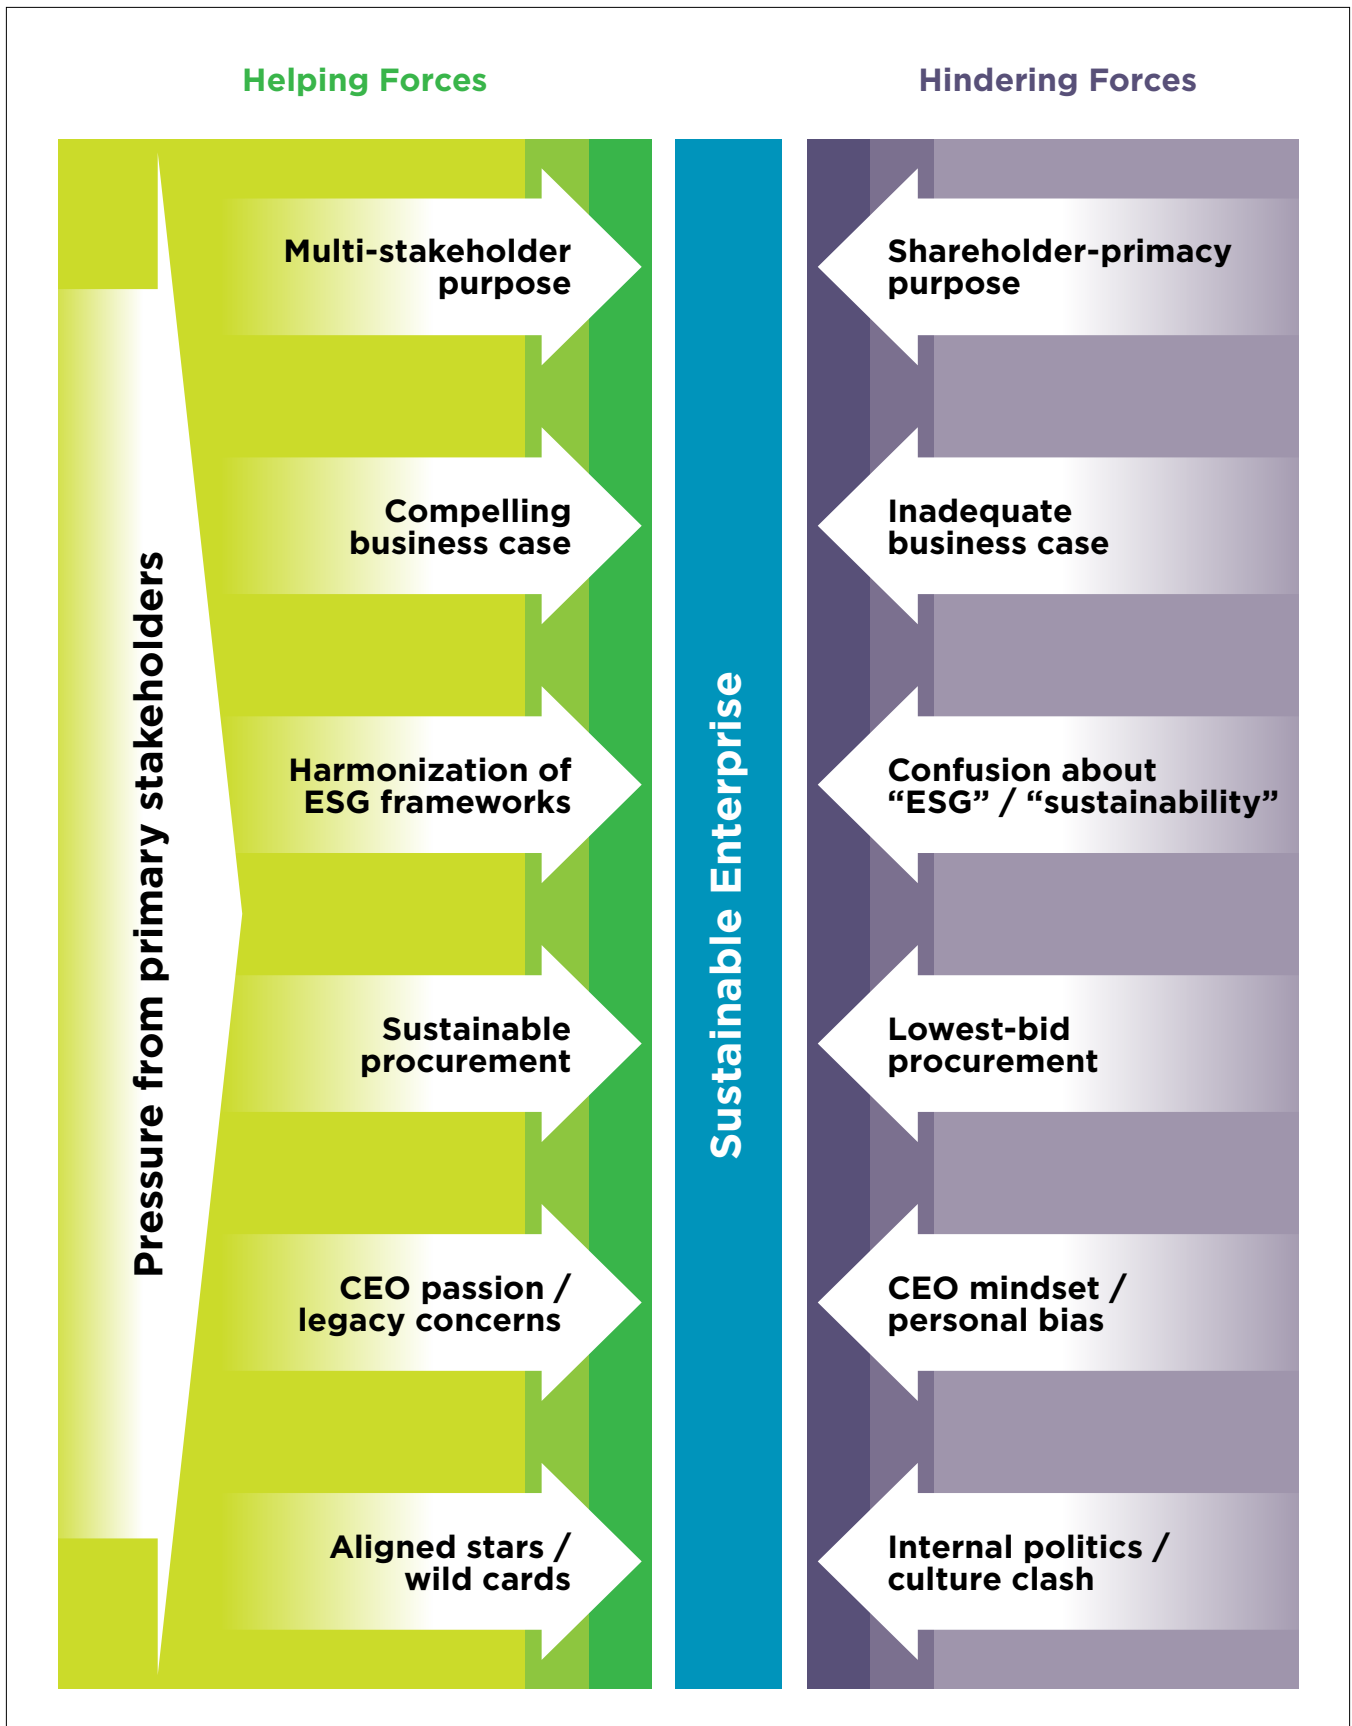 Helping Forces
Hindering Forces
Pressure from primary stakeholders
Multi-stakeholder
purpose
Compelling
business case
Harmonization of
ESG frameworks
Sustainable
procurement
CEO passion /
legacy concerns
Aligned stars /
wild cards
Sustainable Enterprise
Shareholder-primacy
purpose
Inadequate
business case
Confusion about
“ESG” / “sustainability”
Lowest-bid
procurement
CEO mindset /
personal bias
Internal politics /
culture clash